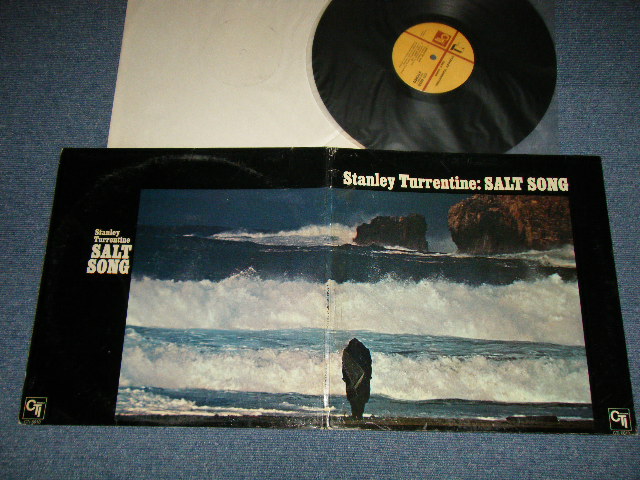 Stanley Turrentine: SALT SONG
Stanley
Turrentine
SALT
SONG
CTI
CTI